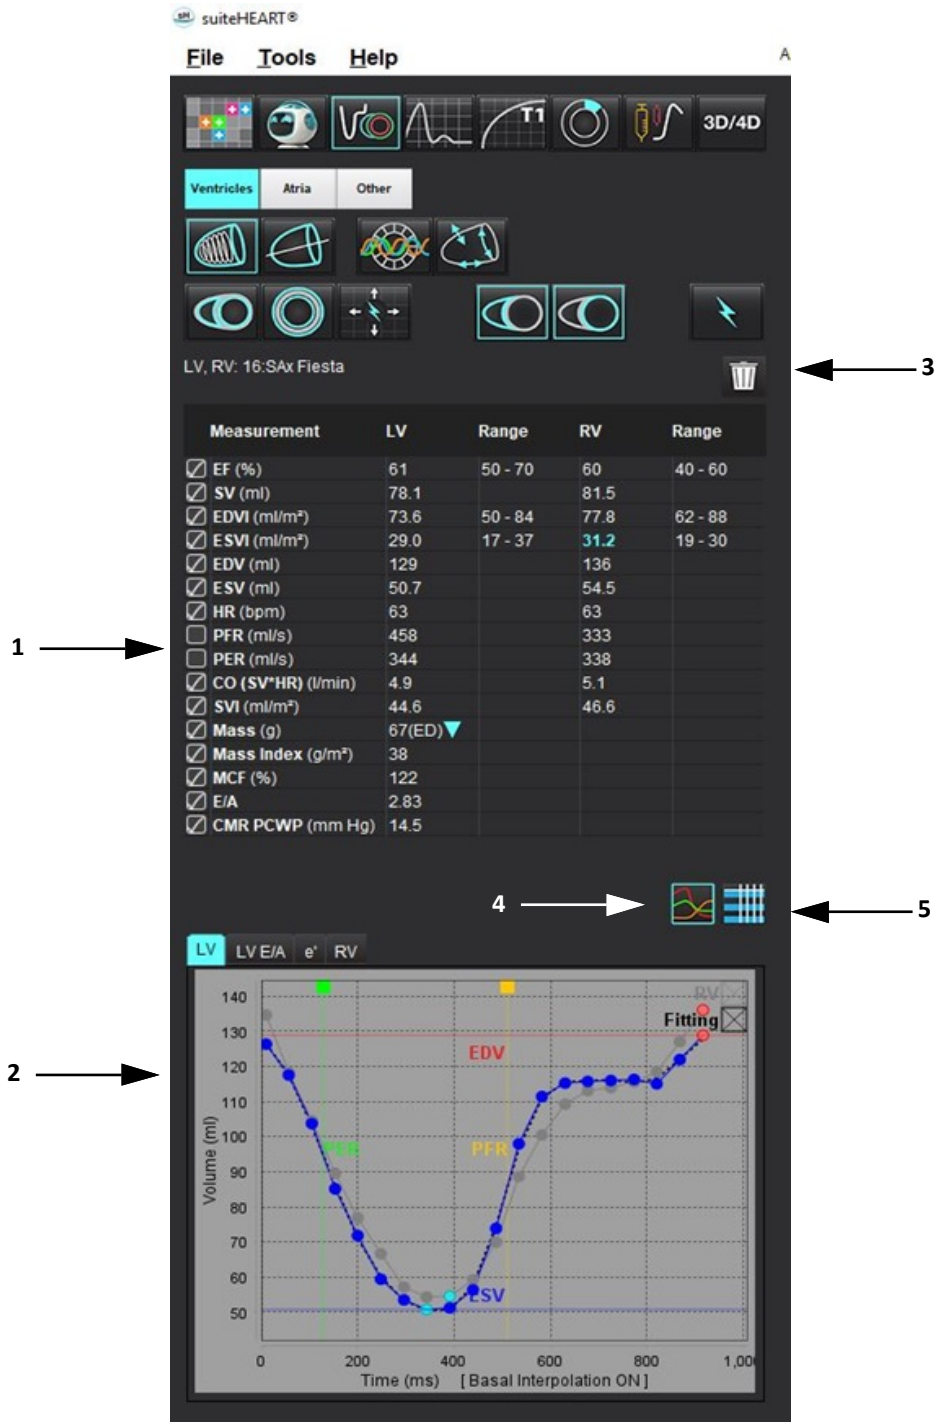 sH suiteHEART®
File Tools Help A
T1 3D/4D
Ventricles Atria Other
LV, RV: 16:SAx Fiesta
3
Measurement LV Range RV Range
EF (%) 61 50 - 70 60 40 - 60
SV (ml) 78.1 81.5
EDVI (ml/m²) 73.6 50 - 84 77.8 62 - 88
ESVI (ml/m²) 29.0 17 - 37 31.2 19 - 30
EDV (ml) 129 136
ESV (ml) 50.7 54.5
HR (bpm) 63 63
1
PFR (ml/s) 458 333
PER (ml/s) 344 338
CO (SV*HR) (l/min) 4.9 5.1
SVI (ml/m²) 44.6 46.6
Mass (g) 67(ED)
Mass Index (g/m²) 38
MCF (%) 122
E/A 2.83
CMR PCWP (mm Hg) 14.5
4 5
LV LV E/A e' RV
RV
140
Fitting
130
EDV
2
120
110
100
PER PFR
90
80
70
60
ESV
50
Volume (ml)
0 200 400 600 800 1,00
Time (ms) [ Basal Interpolation ON ]